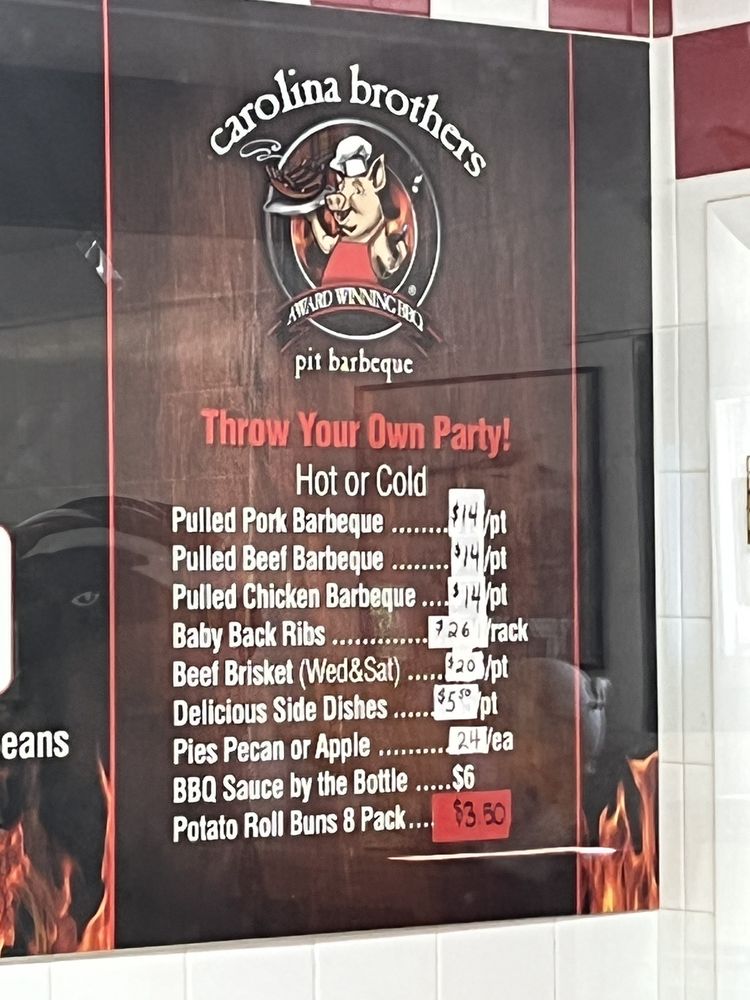 carolina brothers
AWARD WINNING BBQ
®
pit barbeque
Throw Your Own Party!
Hot or Cold
Pulled Pork Barbeque ........$14/pt
Pulled Beef Barbeque ........$14/pt
Pulled Chicken Barbeque ....$14/pt
Baby Back Ribs .............$26/rack
Beef Brisket (Wed&Sat) .....$20/pt
Delicious Side Dishes ......$5.50/pt
Pies Pecan or Apple .........24/ea
BBQ Sauce by the Bottle .....$6
Potato Roll Buns 8 Pack....$3.50
eans